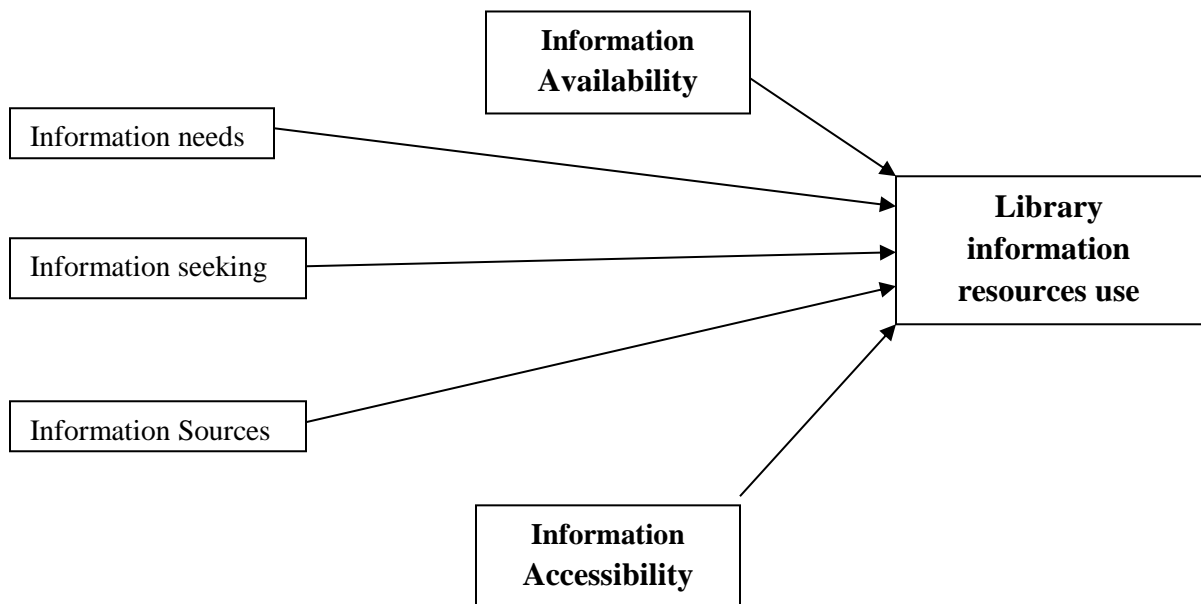 Information
Availability
Information needs
Library
information
resources use
Information seeking
Information Sources
Information
Accessibility